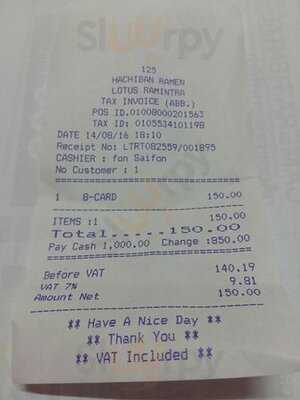 Sluurpy
125
HACHIBAN RAMEN
LOTUS RAMINTRA
TAX INVOICE (ABB.)
POS ID.01008000201563
TAX ID: 0105534101198
DATE 14/08/16 18:10
Receipt No: LTRT082559/001895
CASHIER : fon Saifon
No Customer : 1
1 8-CARD 150.00
ITEMS :1 150.00
Total.....150.00
Pay Cash 1,000.00 Change :850.00
Before VAT 140.19
VAT 7% 9.81
Amount Net 150.00
** Have A Nice Day **
** Thank You **
** VAT Included **